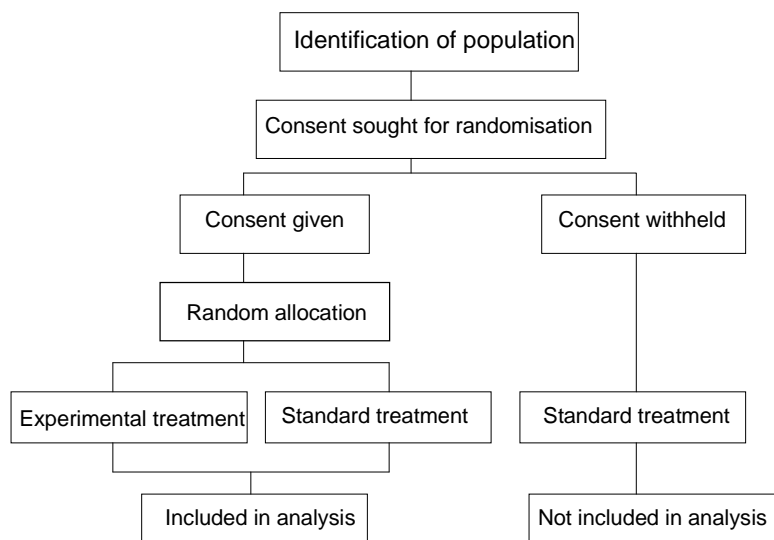 Identification of population
Consent sought for randomisation
Consent given
Consent withheld
Random allocation
Experimental treatment
Standard treatment
Standard treatment
Included in analysis
Not included in analysis